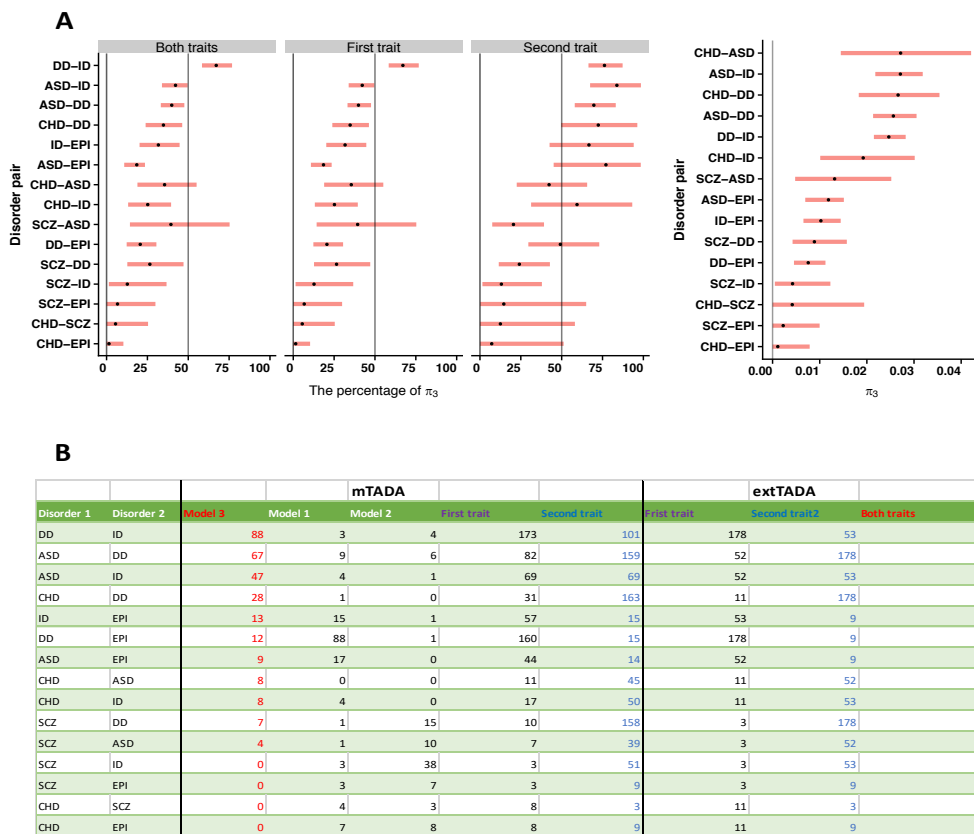 A
Both traits First trait Second trait
DD−ID
ASD−ID
ASD−DD
CHD−DD
ID−EPI
ASD−EPI
CHD−ASD
CHD−ID
SCZ−ASD
DD−EPI
SCZ−DD
SCZ−ID
SCZ−EPI
CHD−SCZ
CHD−EPI
Disorder pair
0 25 50 75 100 0 25 50 75 100 0 25 50 75 100
The percentage of π3
CHD−ASD
ASD−ID
CHD−DD
ASD−DD
DD−ID
CHD−ID
SCZ−ASD
ASD−EPI
ID−EPI
SCZ−DD
DD−EPI
SCZ−ID
CHD−SCZ
SCZ−EPI
CHD−EPI
Disorder pair
0.00 0.01 0.02 0.03 0.04
π3
B
mTADA extTADA
Disorder 1 Disorder 2 Model 3 Model 1 Model 2 First trait Second trait Frist trait Second trait2 Both traits
DD ID 88 3 4 173 101 178 53
ASD DD 67 9 6 82 159 52 178
ASD ID 47 4 1 69 69 52 53
CHD DD 28 1 0 31 163 11 178
ID EPI 13 15 1 57 15 53 9
DD EPI 12 88 1 160 15 178 9
ASD EPI 9 17 0 44 14 52 9
CHD ASD 8 0 0 11 45 11 52
CHD ID 8 4 0 17 50 11 53
SCZ DD 7 1 15 10 158 3 178
SCZ ASD 4 1 10 7 39 3 52
SCZ ID 0 3 38 3 51 3 53
SCZ EPI 0 3 7 3 9 3 9
CHD SCZ 0 4 3 8 3 11 3
CHD EPI 0 7 8 8 9 11 9